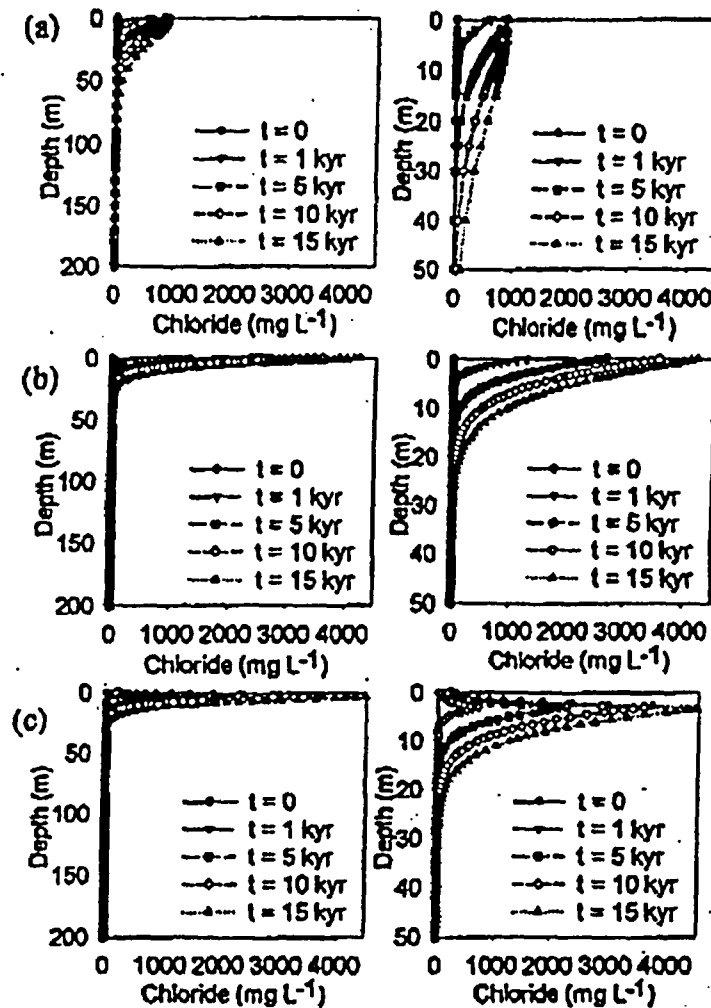 (a)
0
50
100
150
200
Depth (m)
t = 0
t = 1 kyr
t = 5 kyr
t = 10 kyr
t = 15 kyr
0 1000 2000 3000 4000
Chloride (mg L-1)
0
10
20
30
40
50
Depth (m)
t = 0
t = 1 kyr
t = 5 kyr
t = 10 kyr
t = 15 kyr
0 1000 2000 3000 4000
Chloride (mg L-1)
(b)
0
50
100
150
200
Depth (m)
t = 0
t = 1 kyr
t = 5 kyr
t = 10 kyr
t = 15 kyr
0 1000 2000 3000 4000
Chloride (mg L-1)
0
10
20
30
40
50
Depth (m)
t = 0
t = 1 kyr
t = 5 kyr
t = 10 kyr
t = 15 kyr
0 1000 2000 3000 4000
Chloride (mg L-1)
(c)
0
50
100
150
200
Depth (m)
t = 0
t = 1 kyr
t = 5 kyr
t = 10 kyr
t = 15 kyr
0 1000 2000 3000 4000
Chloride (mg L-1)
0
10
20
30
40
50
Depth (m)
t = 0
t = 1 kyr
t = 5 kyr
t = 10 kyr
t = 15 kyr
0 1000 2000 3000 4000
Chloride (mg L-1)